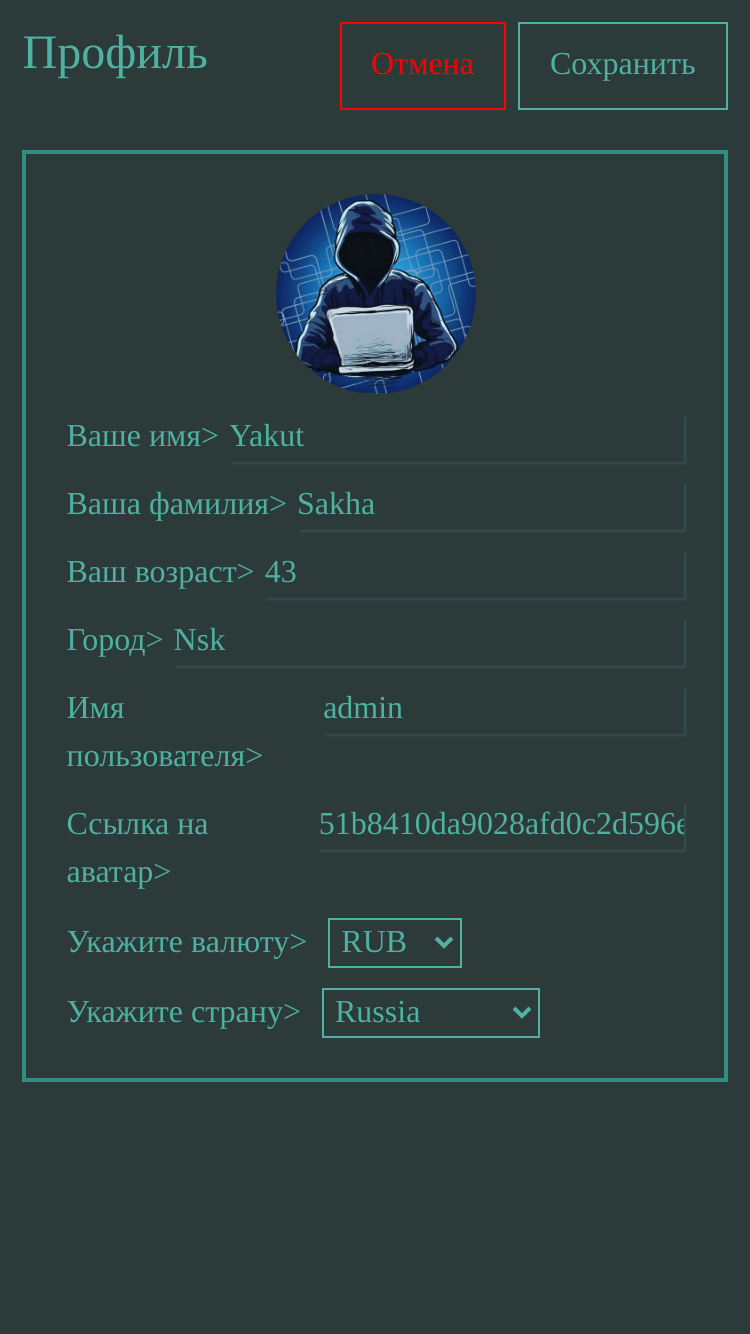 Профиль
Отмена
Сохранить
Ваше имя> Yakut
Ваша фамилия> Sakha
Ваш возраст> 43
Город> Nsk
Имя пользователя> admin
Ссылка на аватар> 51b8410da9028afd0c2d596e
Укажите валюту> RUB
Укажите страну> Russia